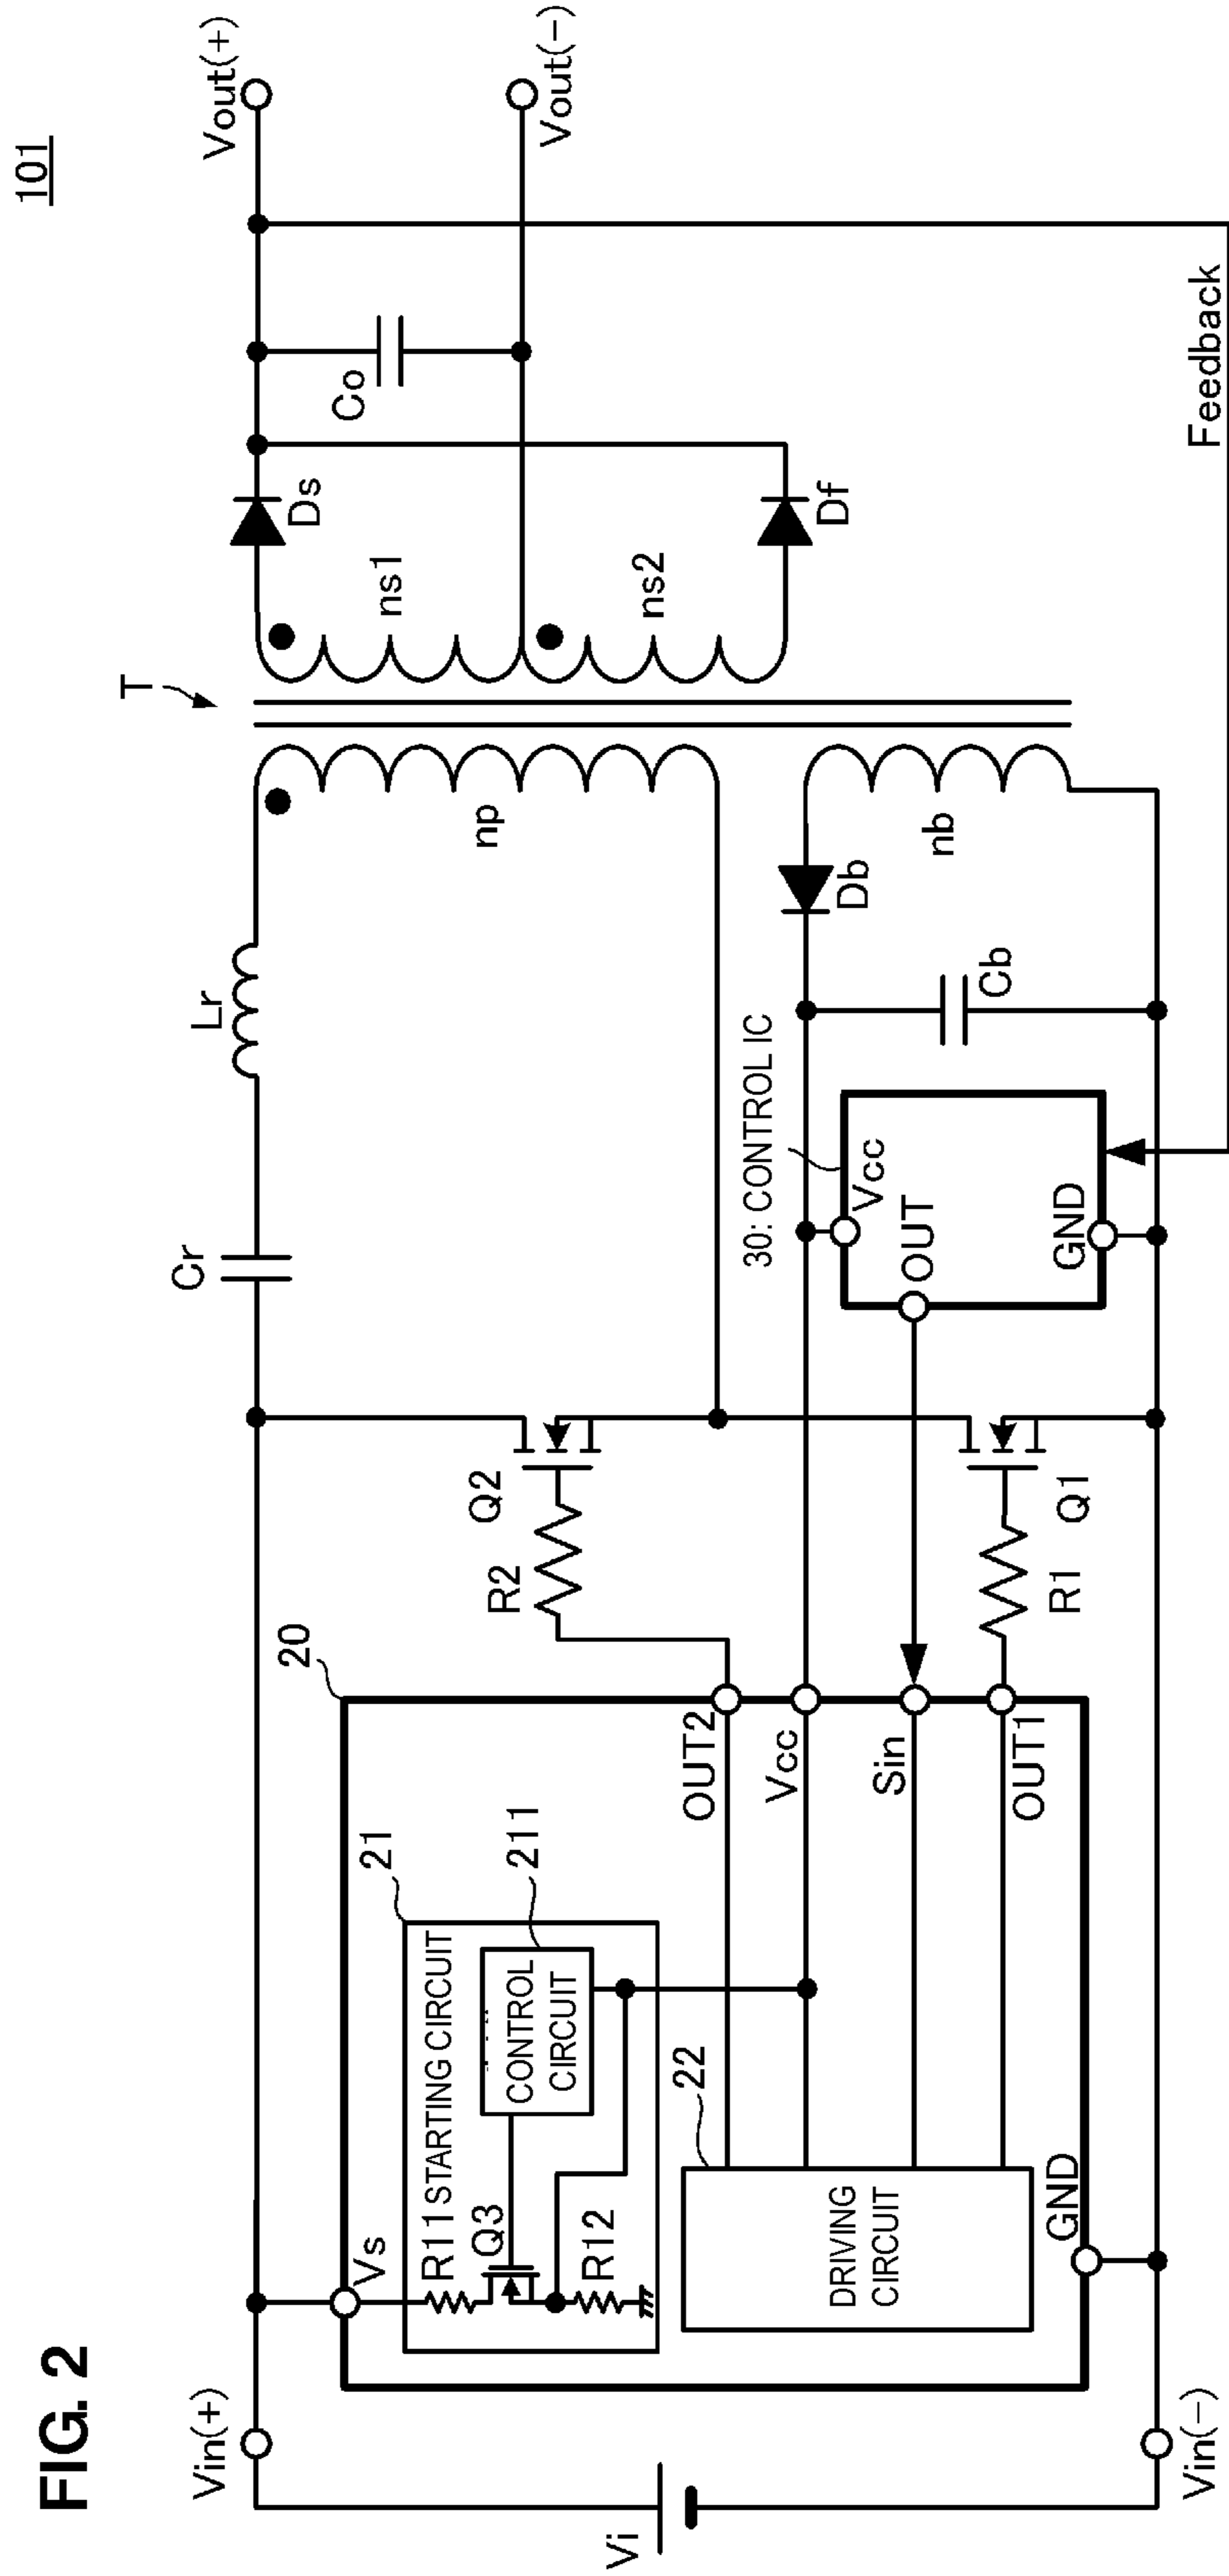 FIG. 2
101
Vin(+)
Vi
Vin(−)
Vs
R11
STARTING CIRCUIT
Q3
R12
CONTROL
CIRCUIT
21
211
20
22
DRIVING
CIRCUIT
GND
OUT2
Vcc
Sin
OUT1
R2
Q2
R1
Q1
Cr
Lr
30: CONTROL IC
Vcc
OUT
GND
Cb
Db
np
nb
T
ns1
ns2
Ds
Df
Co
Vout(+)
Vout(−)
Feedback